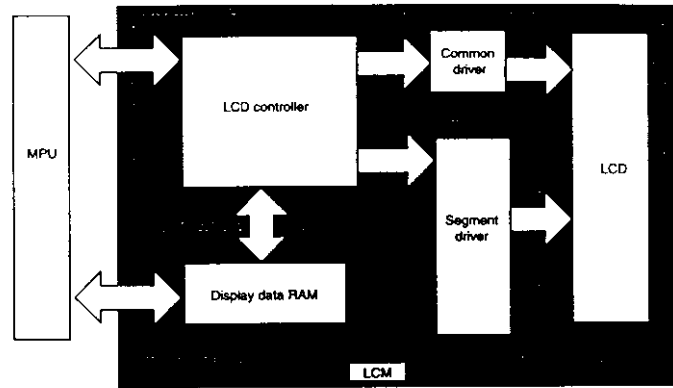 MPU
LCD controller
Common
driver
Segment
driver
LCD
Display data RAM
LCM